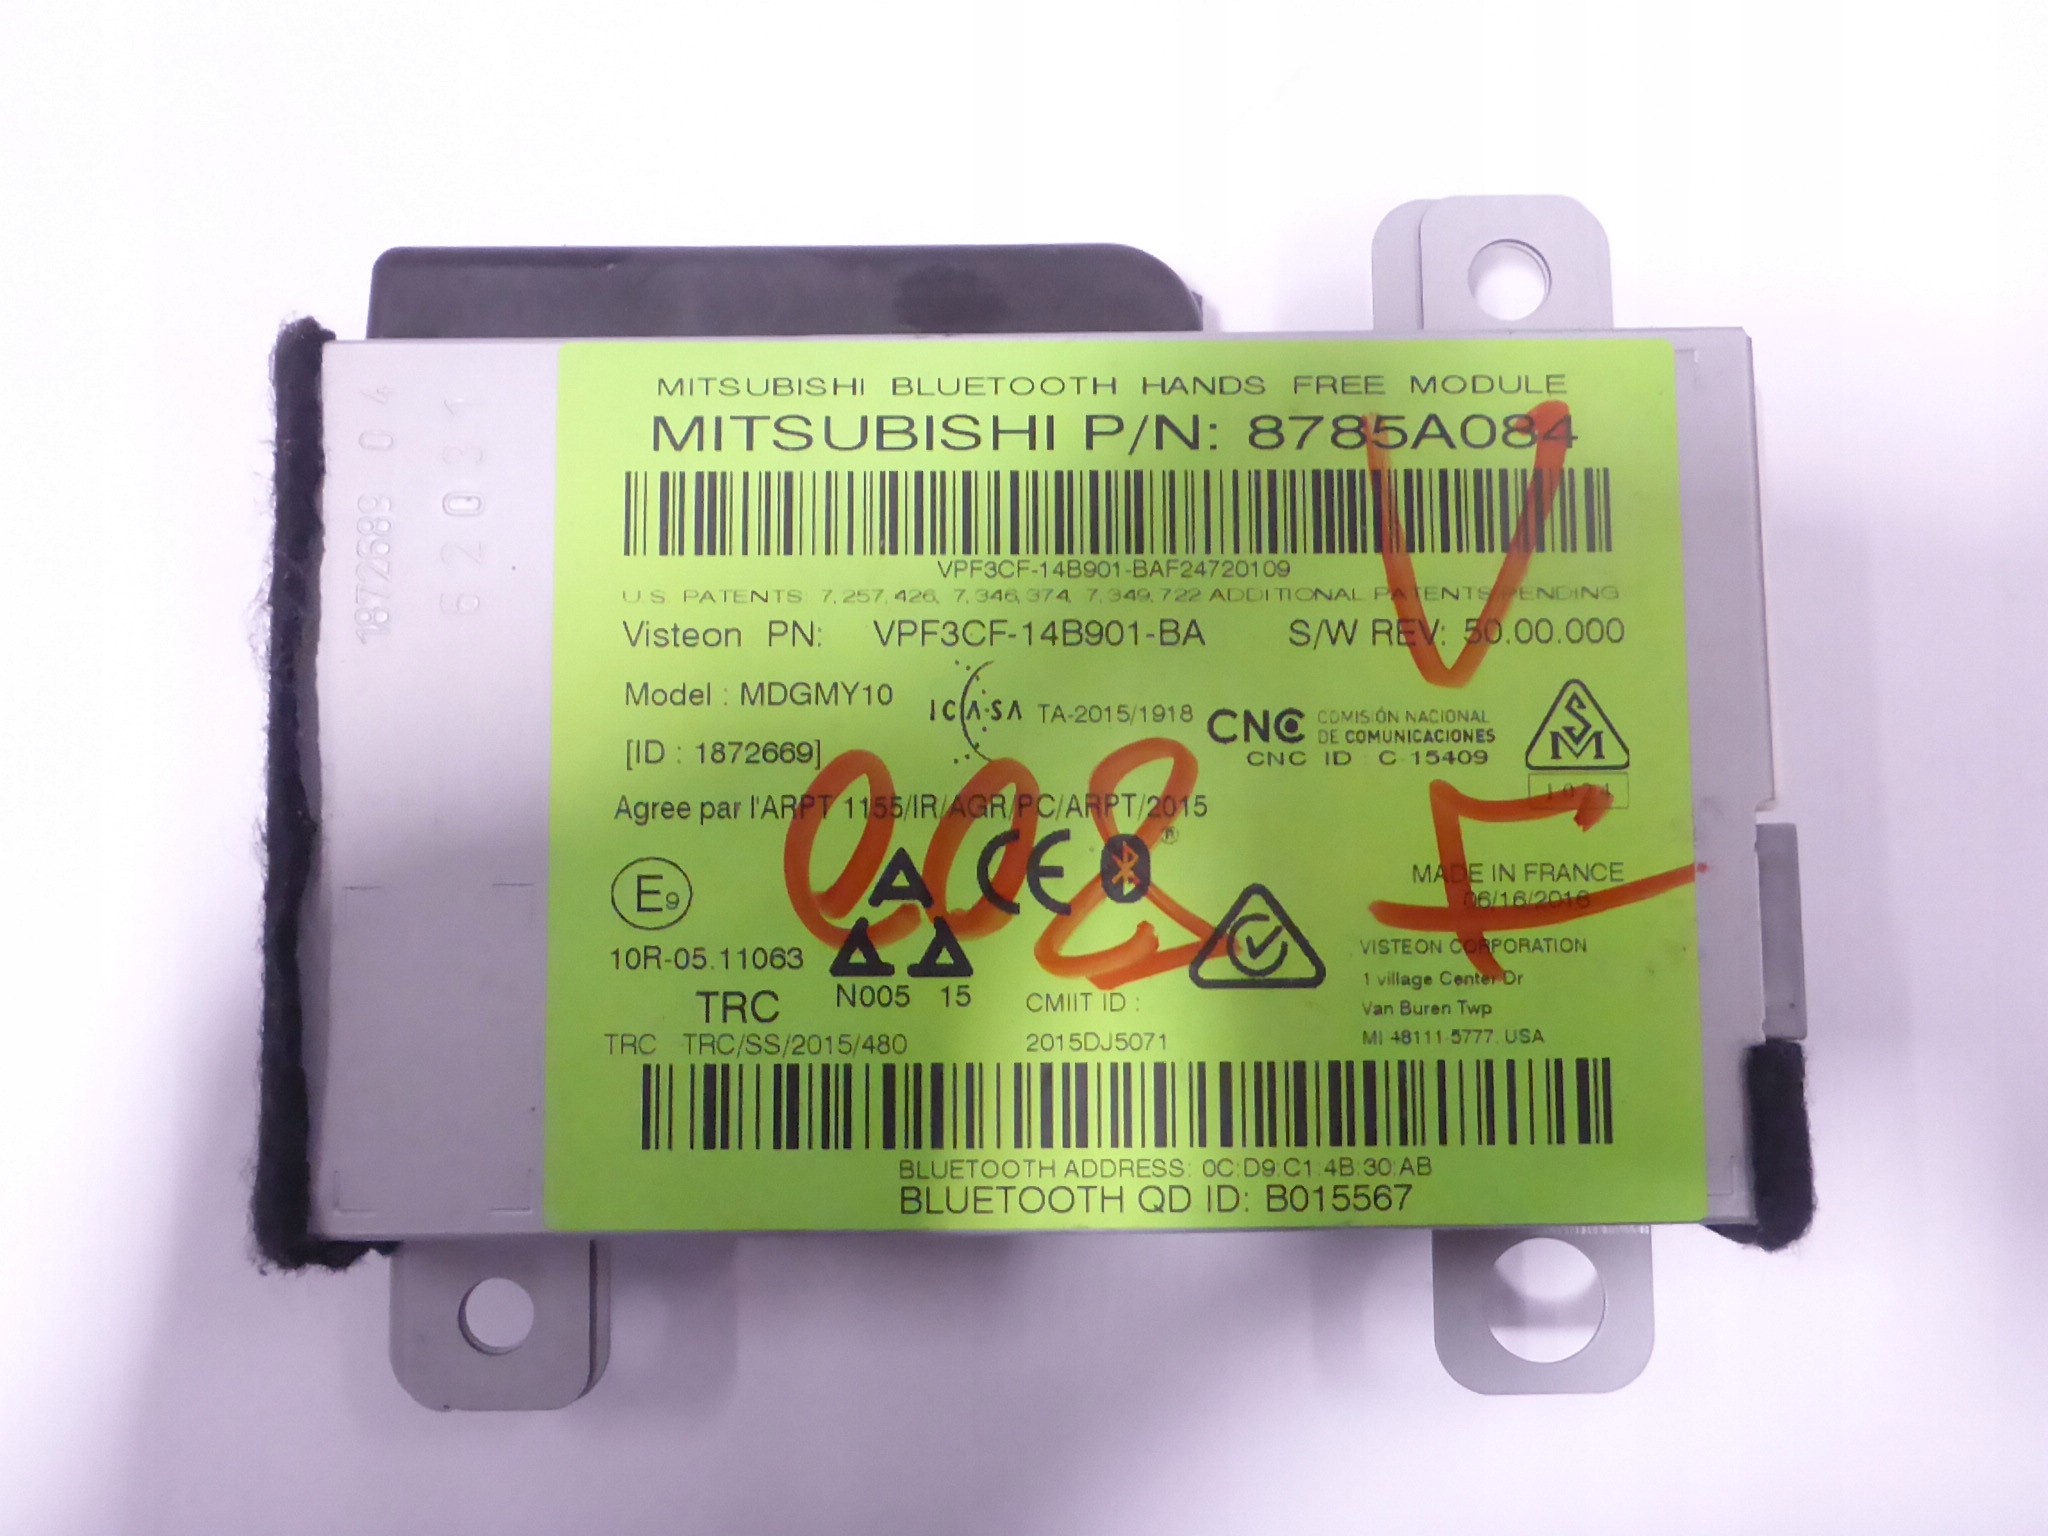 MITSUBISHI BLUETOOTH HANDS FREE MODULE
MITSUBISHI P/N: 8785A084
VPF3CF-14B901-BAF24720109
U.S. PATENTS: 7,257,426, 7,346,374, 7,349,722 ADDITIONAL PATENTS PENDING
Visteon PN: VPF3CF-14B901-BA S/W REV: 50.00.000
Model : MDGMY10
ICASA TA-2015/1918
CNC COMISIÓN NACIONAL
DE COMUNICACIONES
CNC ID : C-15409
SM
[ID : 1872669]
Agree par l'ARPT 1155/IR/AGR/PC/ARPT/2015
CE
E9
10R-05.11063
N005 15
TRC
TRC TRC/SS/2015/480
CMIIT ID :
2015DJ5071
MADE IN FRANCE
06/16/2016
VISTEON CORPORATION
1 village Center Dr
Van Buren Twp
MI 48111-5777, USA
BLUETOOTH ADDRESS: 0C:D9:C1:4B:30:AB
BLUETOOTH QD ID: B015567
V
008
1872689 04
62031